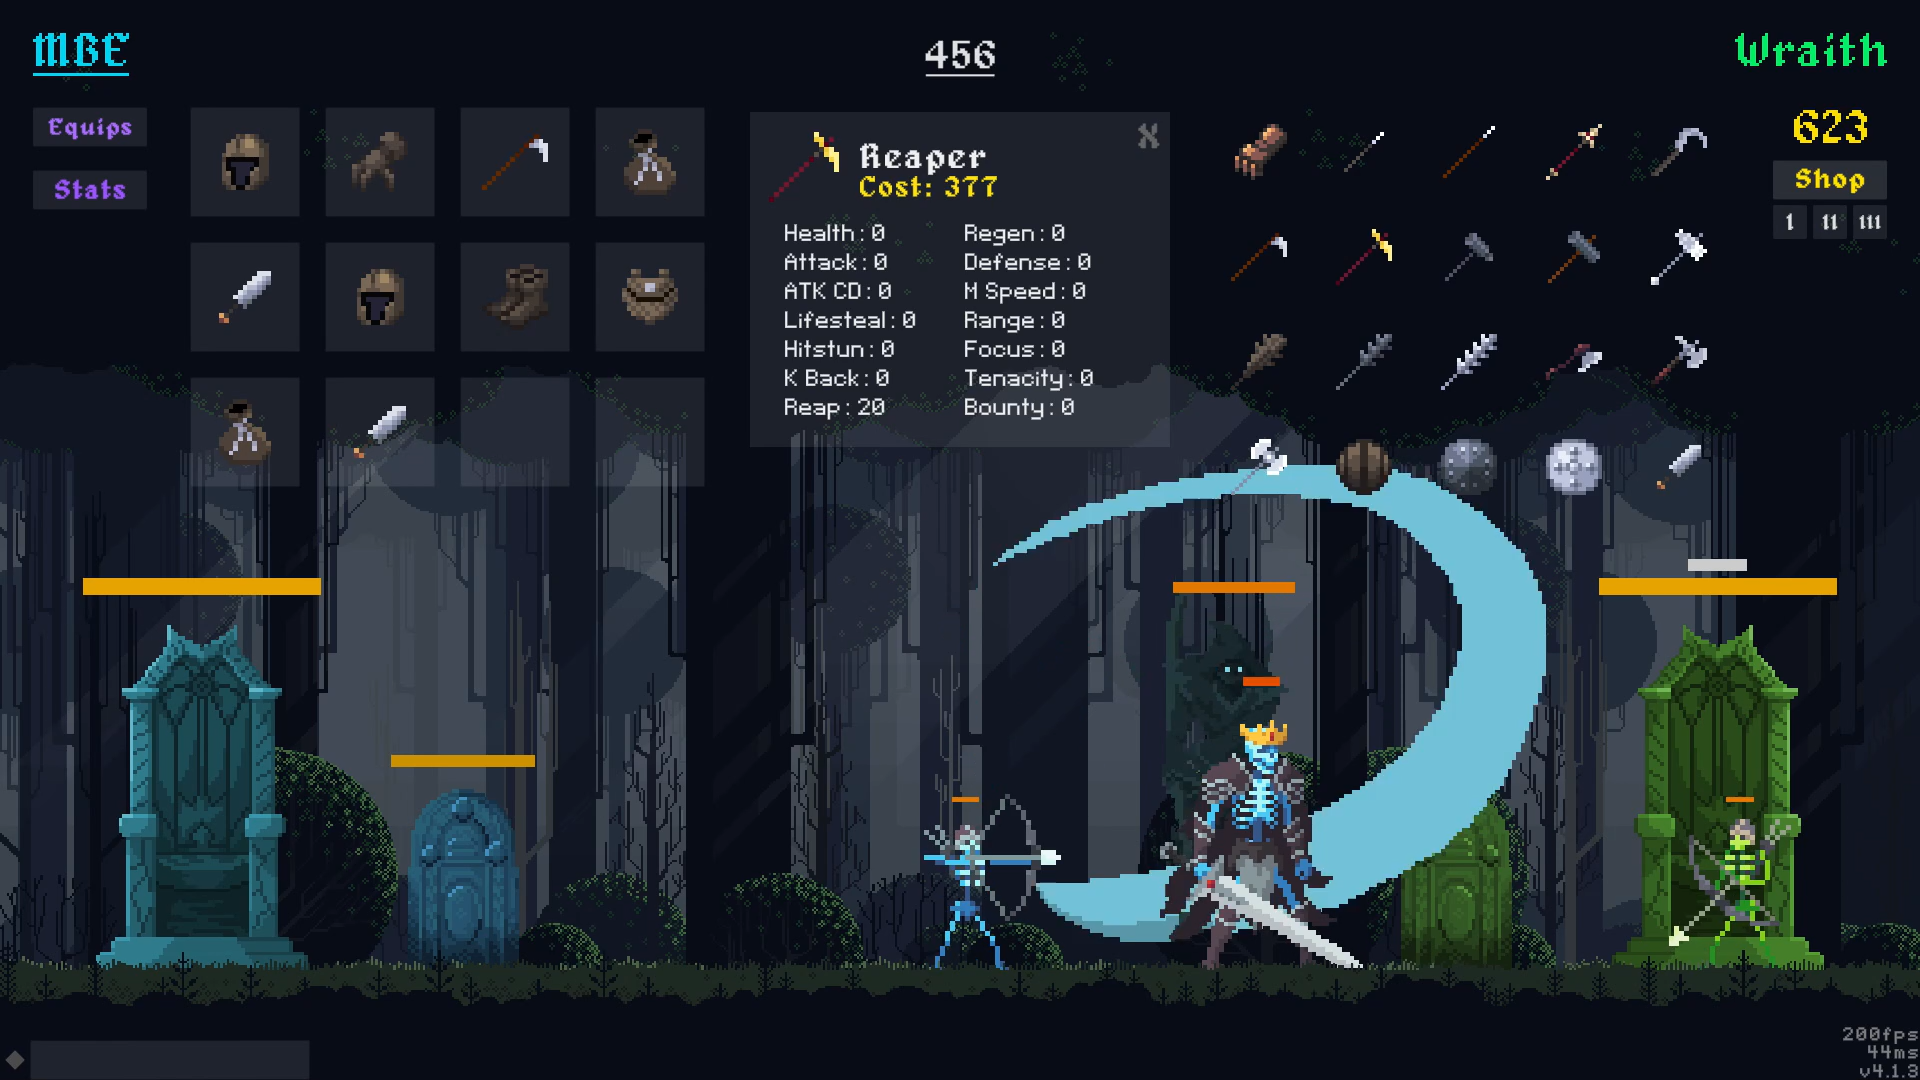 MBE
456
Wraith
Equips
Stats
Reaper
X
Cost: 377
Health: 0
Regen: 0
Attack: 0
Defense: 0
ATK CD: 0
M Speed: 0
Lifesteal: 0
Range: 0
Hitstun: 0
Focus: 0
K Back: 0
Tenacity: 0
Reap: 20
Bounty: 0
623
Shop
I II III
200fps
44ms
v4.1.3